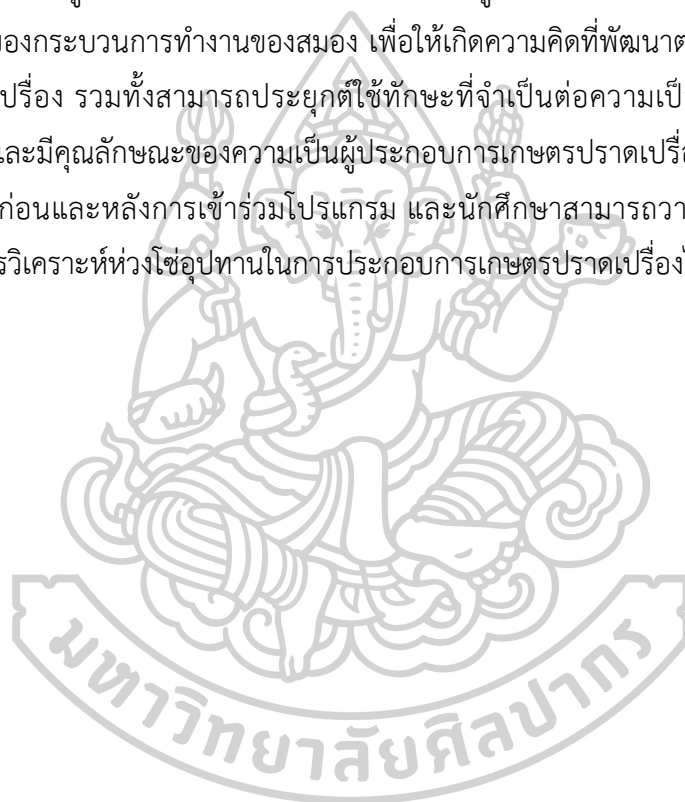 องกระบวนการทำงานของสมอง เพื่อให้เกิดความคิดที่พัฒนาต
ปรื่อง รวมทั้งสามารถประยุกต์ใช้ทักษะที่จำเป็นต่อความเป็
และมีคุณลักษณะของความเป็นผู้ประกอบการเกษตรปราดเปรื่อ
ก่อนและหลังการเข้าร่วมโปรแกรม และนักศึกษาสามารถวา
รวิเคราะห์ห่วงโซ่อุปทานในการประกอบการเกษตรปราดเปรื่องไ
มหาวิทยาลัยศิลปากร